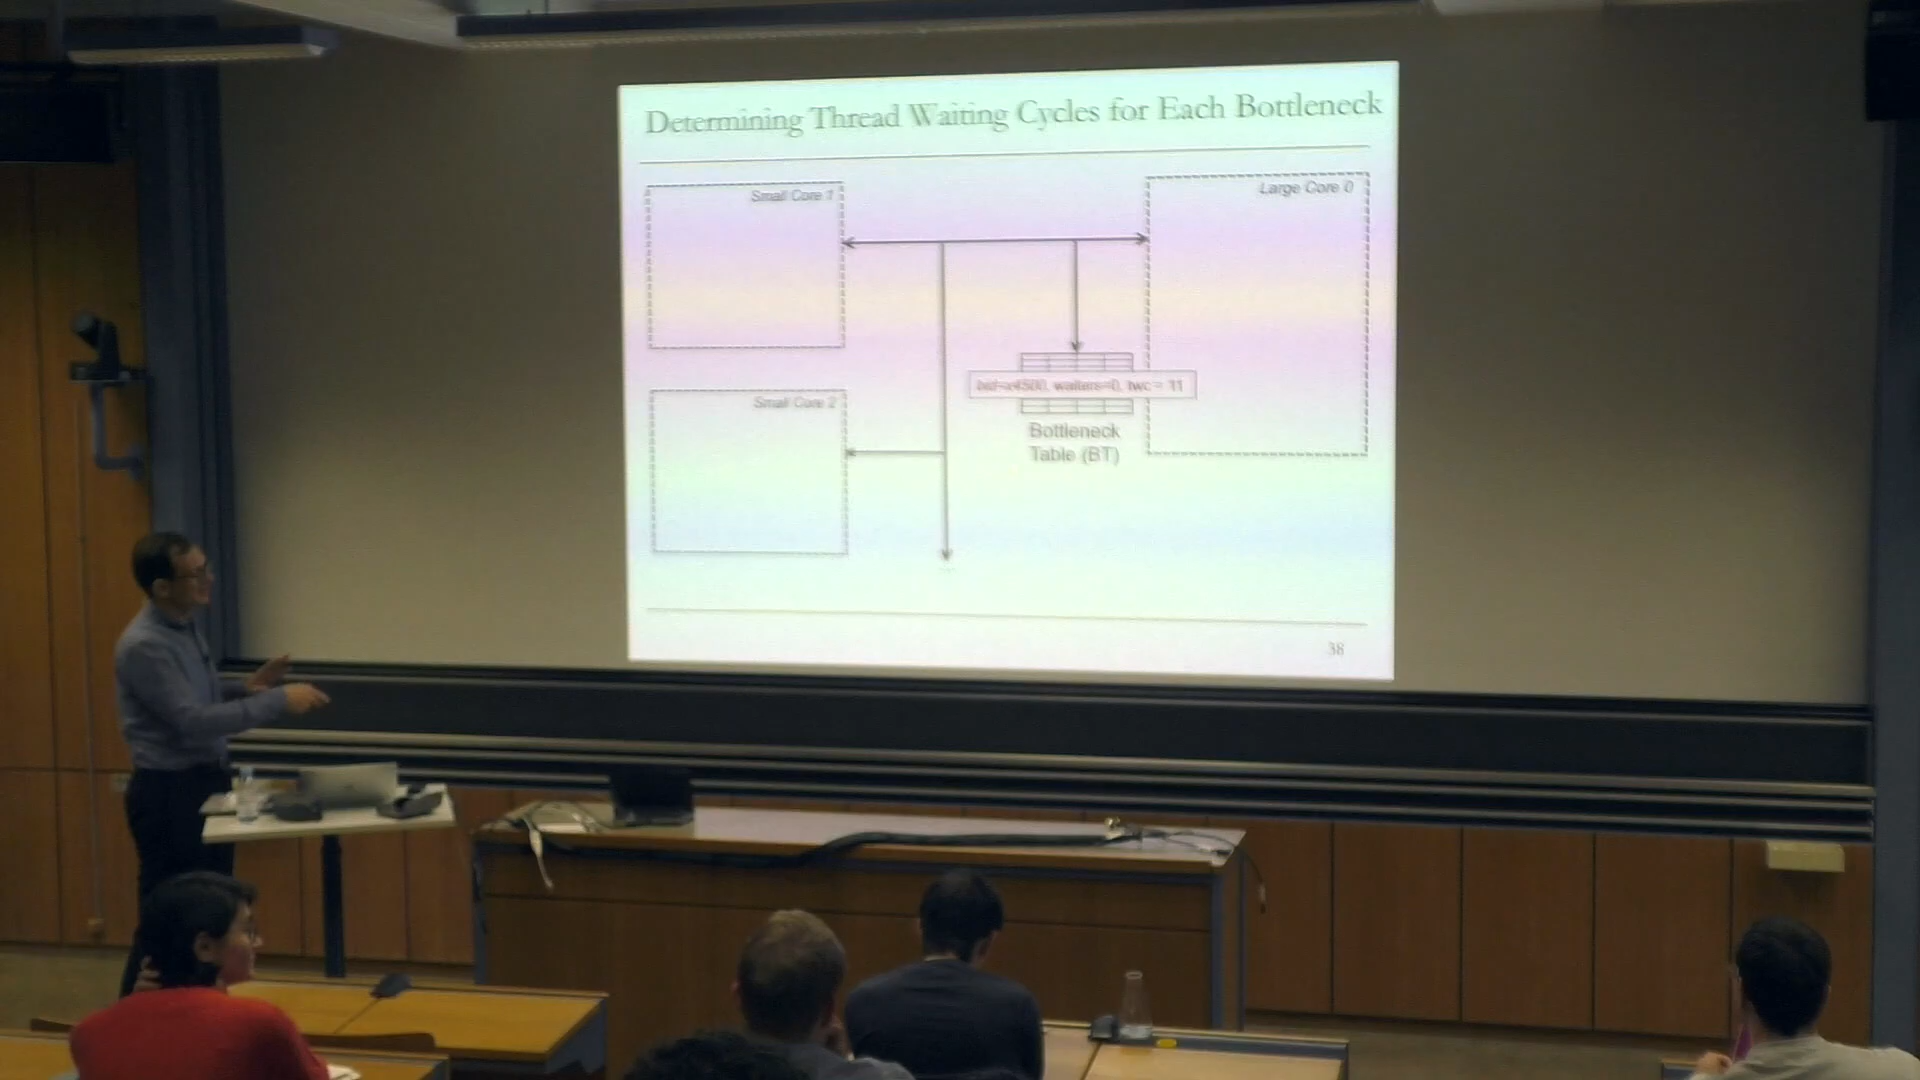 Determining Thread Waiting Cycles for Each Bottleneck
Small Core 1
Large Core 0
bid=x4500, waiters=0, twc = 11
Small Core 2
Bottleneck
Table (BT)
38